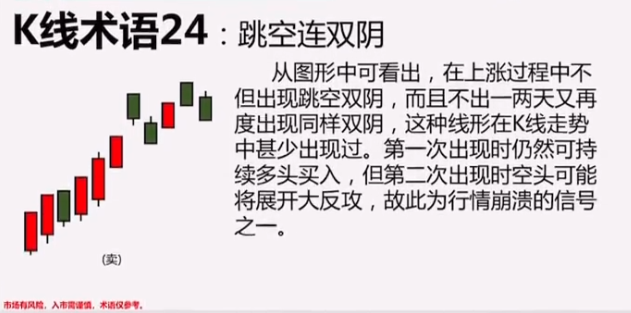 K线术语24：跳空连双阴
从图形中可看出，在上涨过程中不
但出现跳空双阴，而且不出一两天又再
度出现同样双阴，这种线形在K线走势
中甚少出现过。第一次出现时仍然可持
续多头买入，但第二次出现时空头可能
将展开大反攻，故此为行情崩溃的信号
之一。
(卖)
市场有风险，入市需谨慎，术语仅参考。